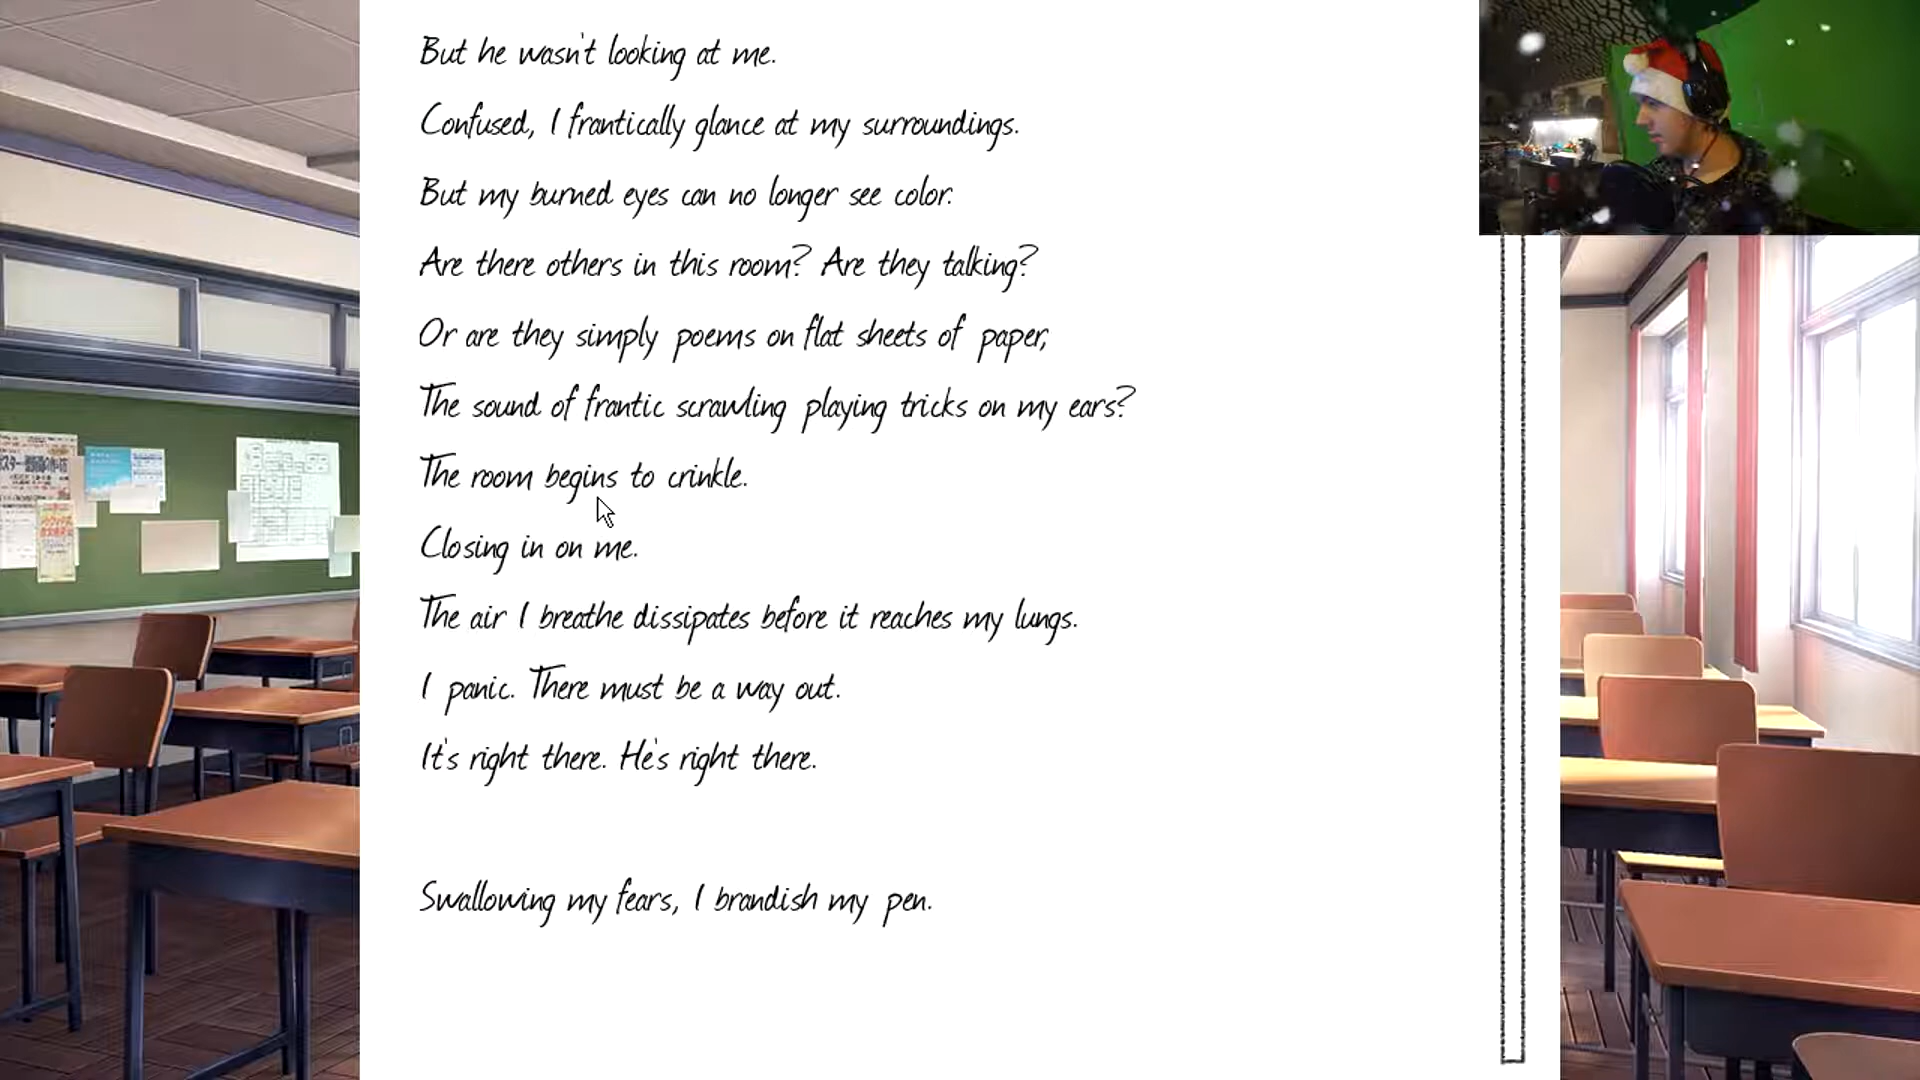 But he wasn't looking at me.
Confused, I frantically glance at my surroundings.
But my burned eyes can no longer see color.
Are there others in this room? Are they talking?
Or are they simply poems on flat sheets of paper,
The sound of frantic scrawling playing tricks on my ears?
The room begins to crinkle.
Closing in on me.
The air I breathe dissipates before it reaches my lungs.
I panic. There must be a way out.
It's right there. He's right there.
Swallowing my fears, I brandish my pen.